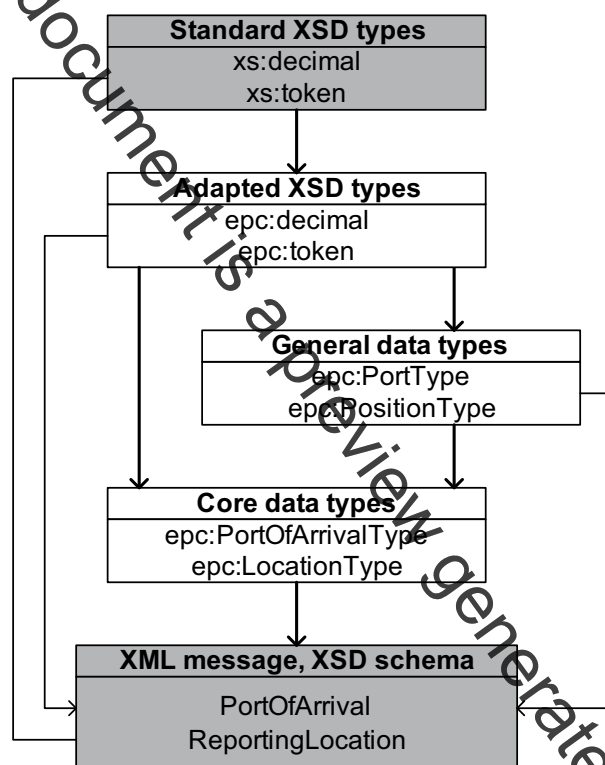 document is a preview generate
Standard XSD types
xs:decimal
xs:token
Adapted XSD types
epc:decimal
epc:token
General data types
epc:PortType
epc:PositionType
Core data types
epc:PortOfArrivalType
epc:LocationType
XML message, XSD schema
PortOfArrival
ReportingLocation